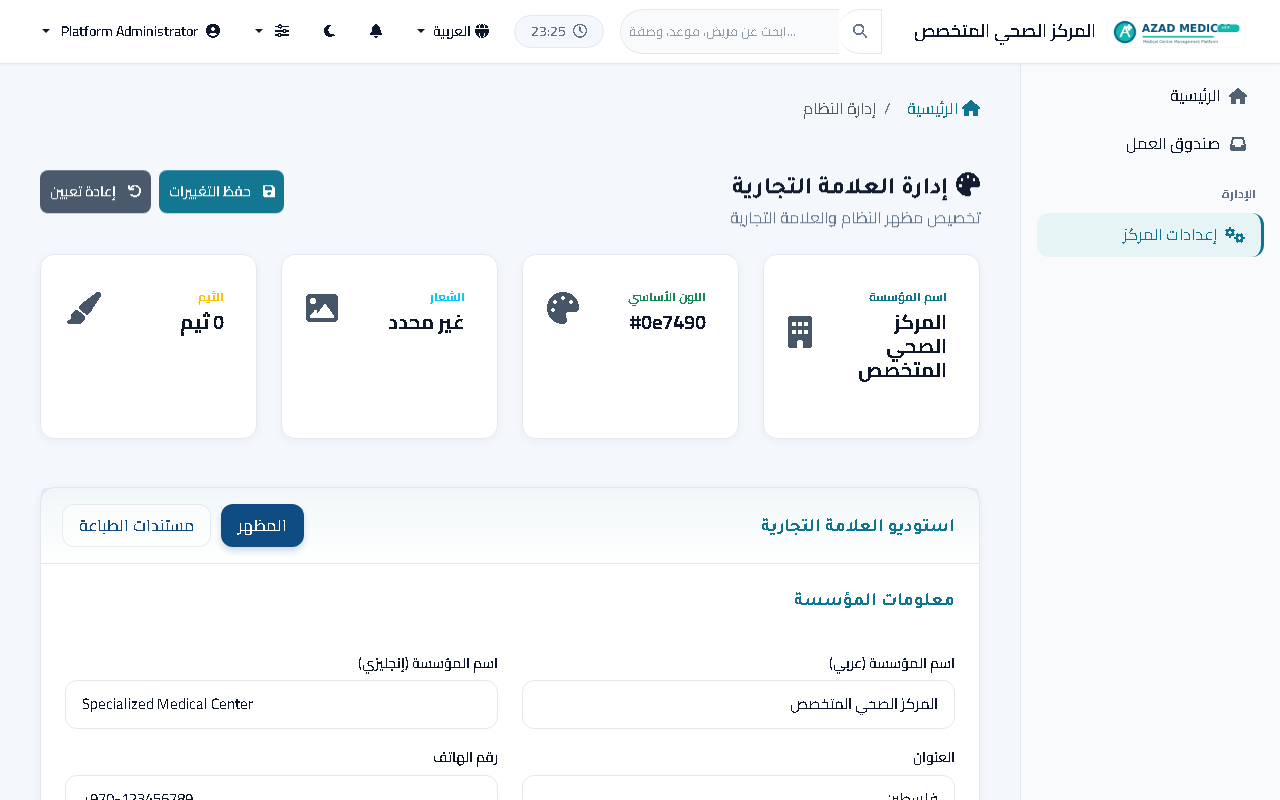 AZAD MEDIC
Medical Centre Management Platform
المركز الصحي المتخصص
ابحث عن مريض، موعد، وصفة...
23:25
العربية
Platform Administrator
الرئيسية
صندوق العمل
الإدارة
إعدادات المركز
الرئيسية / إدارة النظام
إدارة العلامة التجارية
تخصيص مظهر النظام والعلامة التجارية
حفظ التغييرات
إعادة تعيين
اسم المؤسسة
المركز
الصحي
المتخصص
اللون الأساسي
#0e7490
الشعار
غير محدد
الثيم
0 ثيم
استوديو العلامة التجارية
المظهر
مستندات الطباعة
معلومات المؤسسة
اسم المؤسسة (عربي)
المركز الصحي المتخصص
اسم المؤسسة (إنجليزي)
Specialized Medical Center
العنوان
فلسطين
رقم الهاتف
+970-123456789